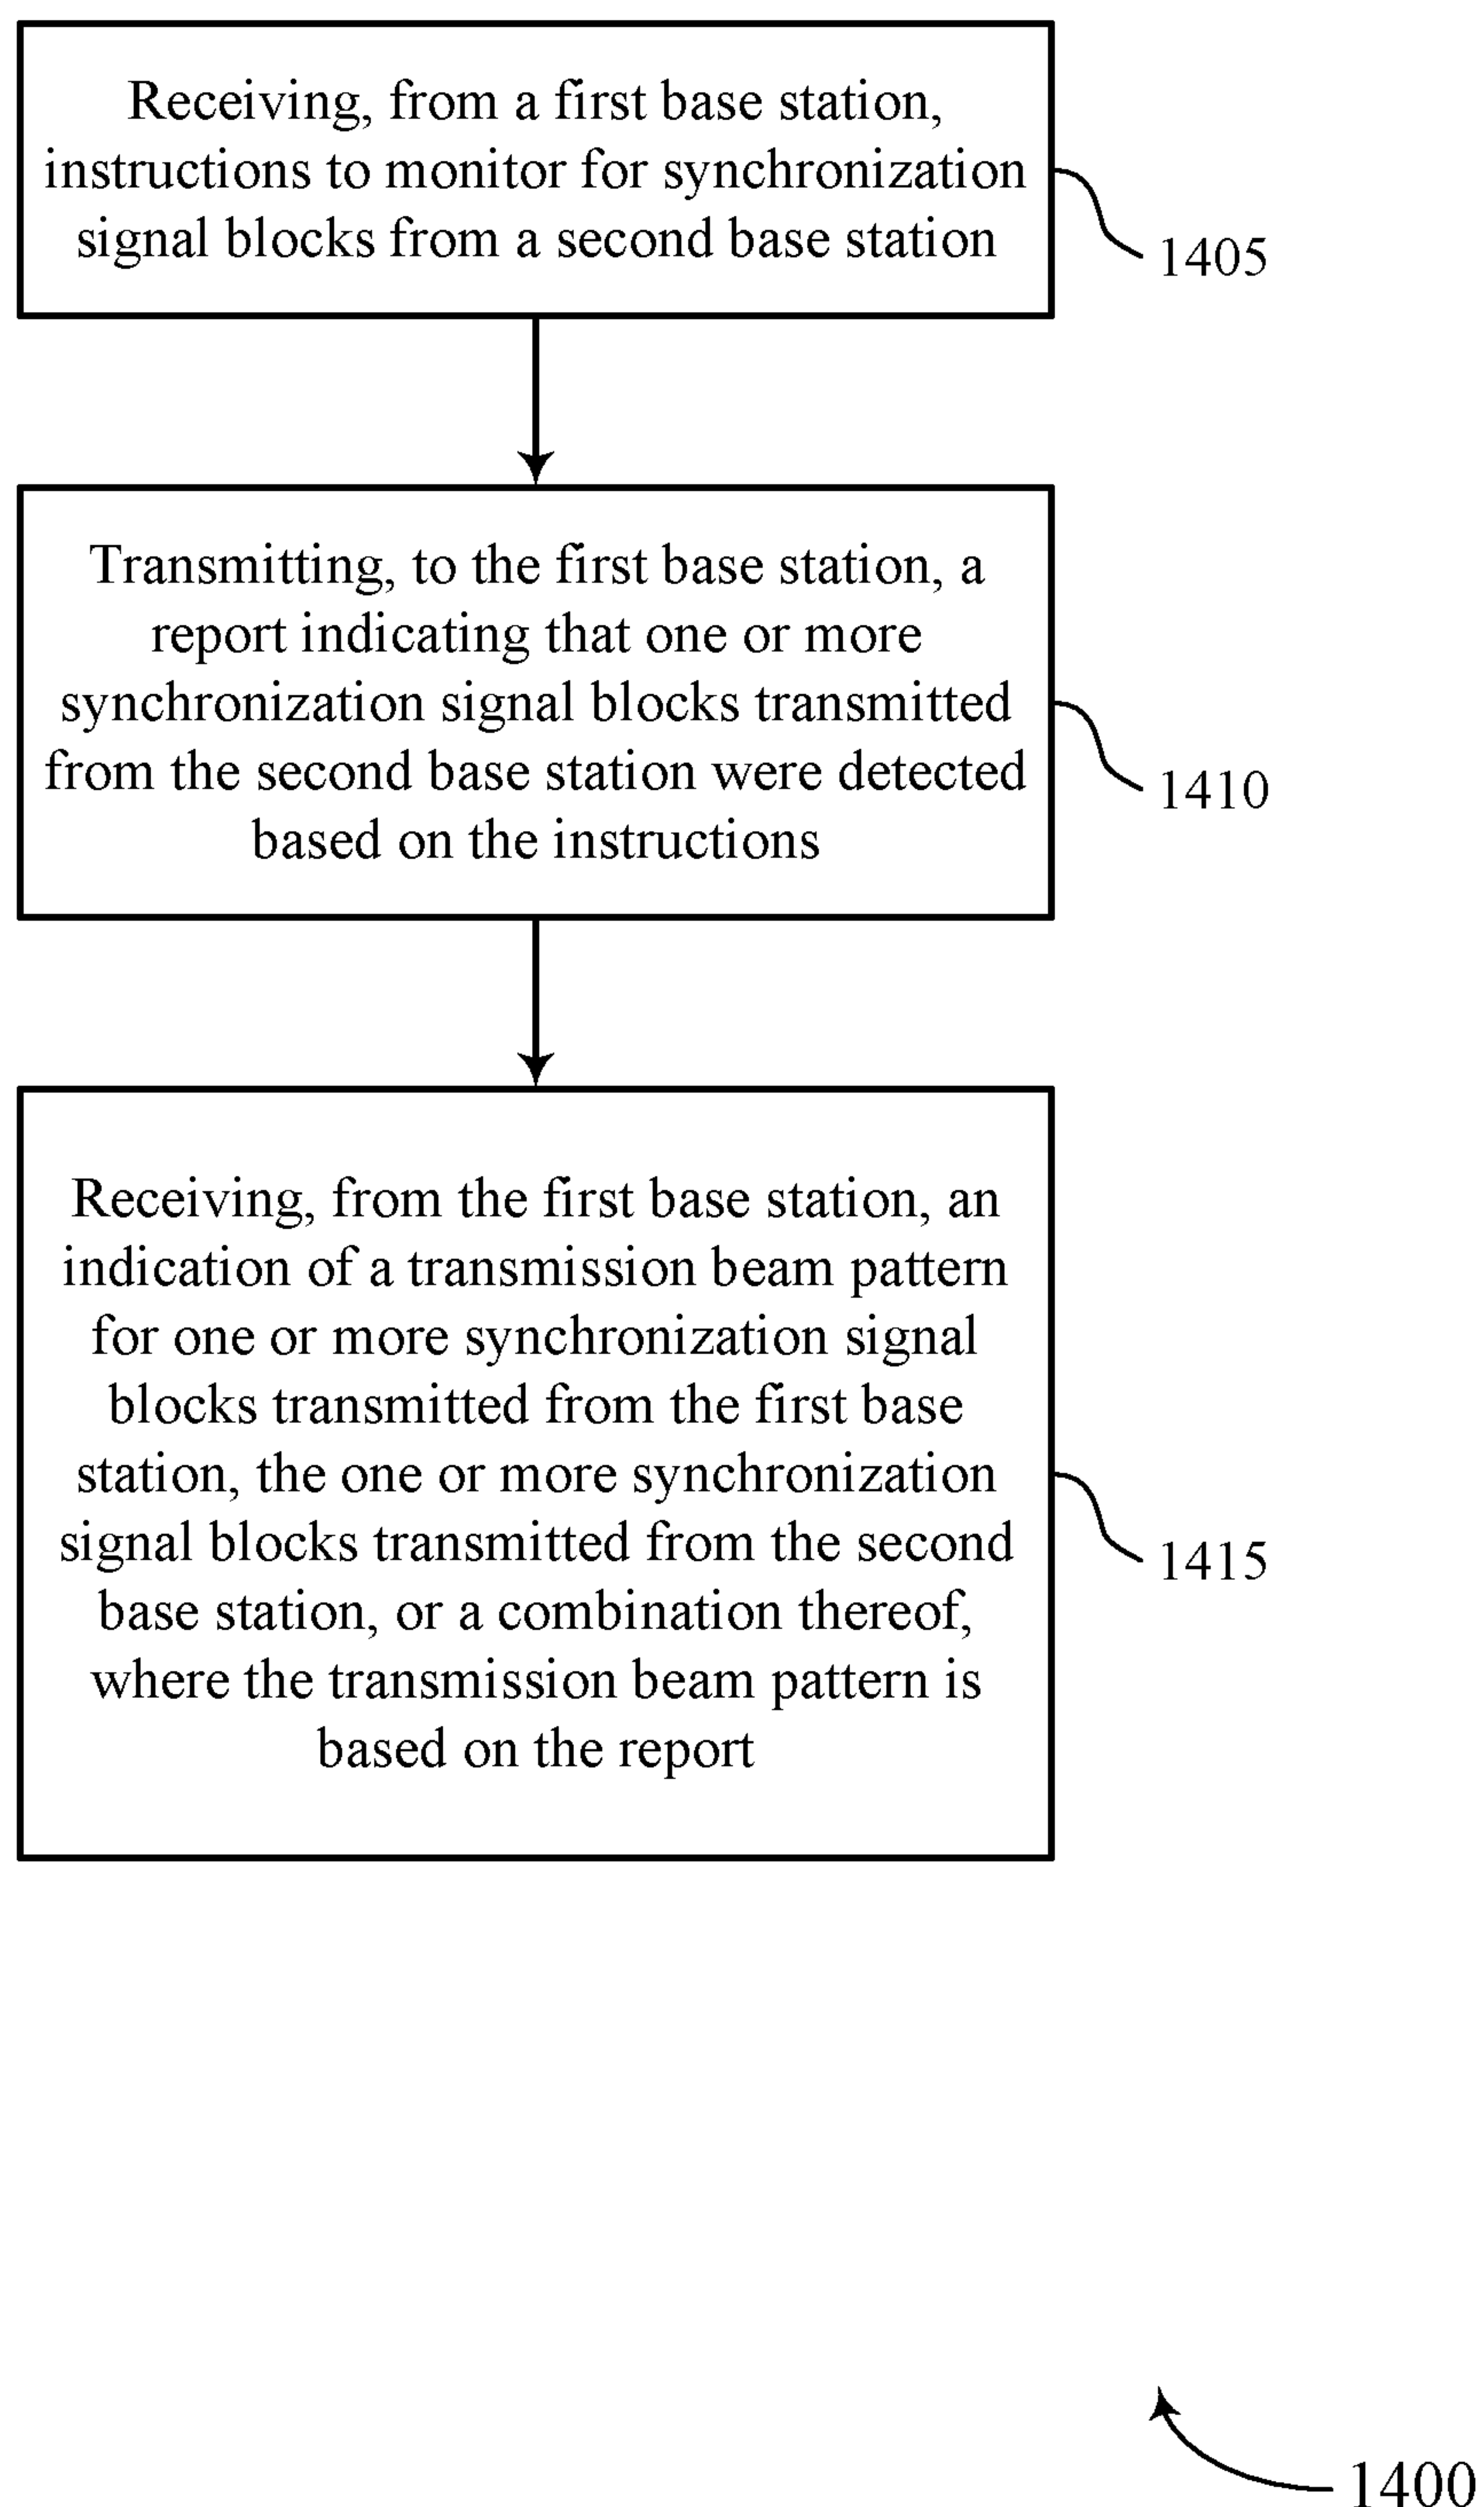 Receiving, from a first base station,
instructions to monitor for synchronization
signal blocks from a second base station
1405
Transmitting, to the first base station, a
report indicating that one or more
synchronization signal blocks transmitted
from the second base station were detected
based on the instructions
1410
Receiving, from the first base station, an
indication of a transmission beam pattern
for one or more synchronization signal
blocks transmitted from the first base
station, the one or more synchronization
signal blocks transmitted from the second
base station, or a combination thereof,
where the transmission beam pattern is
based on the report
1415
1400